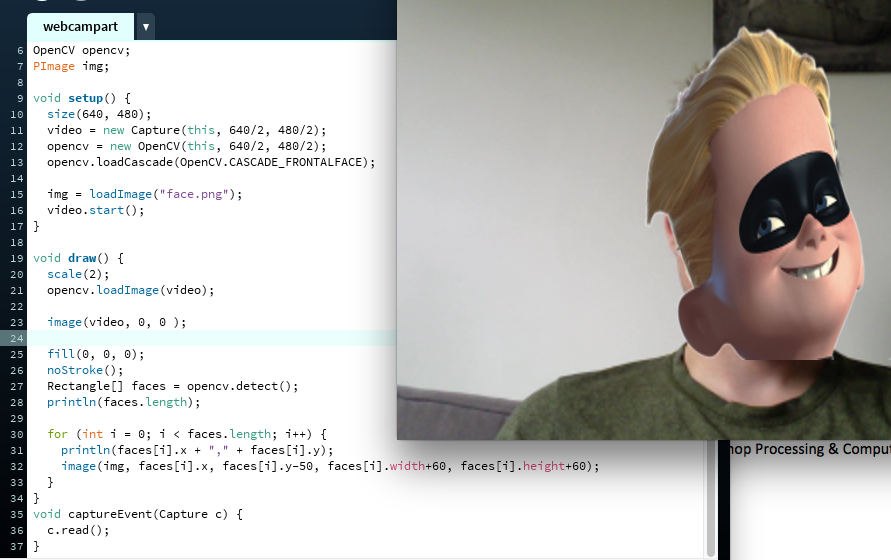 webcampart ▼
6 OpenCV opencv;
7 PImage img;
8
9 void setup() {
10 size(640, 480);
11 video = new Capture(this, 640/2, 480/2);
12 opencv = new OpenCV(this, 640/2, 480/2);
13 opencv.loadCascade(OpenCV.CASCADE_FRONTALFACE);
14
15 img = loadImage("face.png");
16 video.start();
17 }
18
19 void draw() {
20 scale(2);
21 opencv.loadImage(video);
22
23 image(video, 0, 0 );
24
25 fill(0, 0, 0);
26 noStroke();
27 Rectangle[] faces = opencv.detect();
28 println(faces.length);
29
30 for (int i = 0; i < faces.length; i++) {
31 println(faces[i].x + "," + faces[i].y);
32 image(img, faces[i].x, faces[i].y-50, faces[i].width+60, faces[i].height+60);
33 }
34 }
35 void captureEvent(Capture c) {
36 c.read();
37 }
Processing &